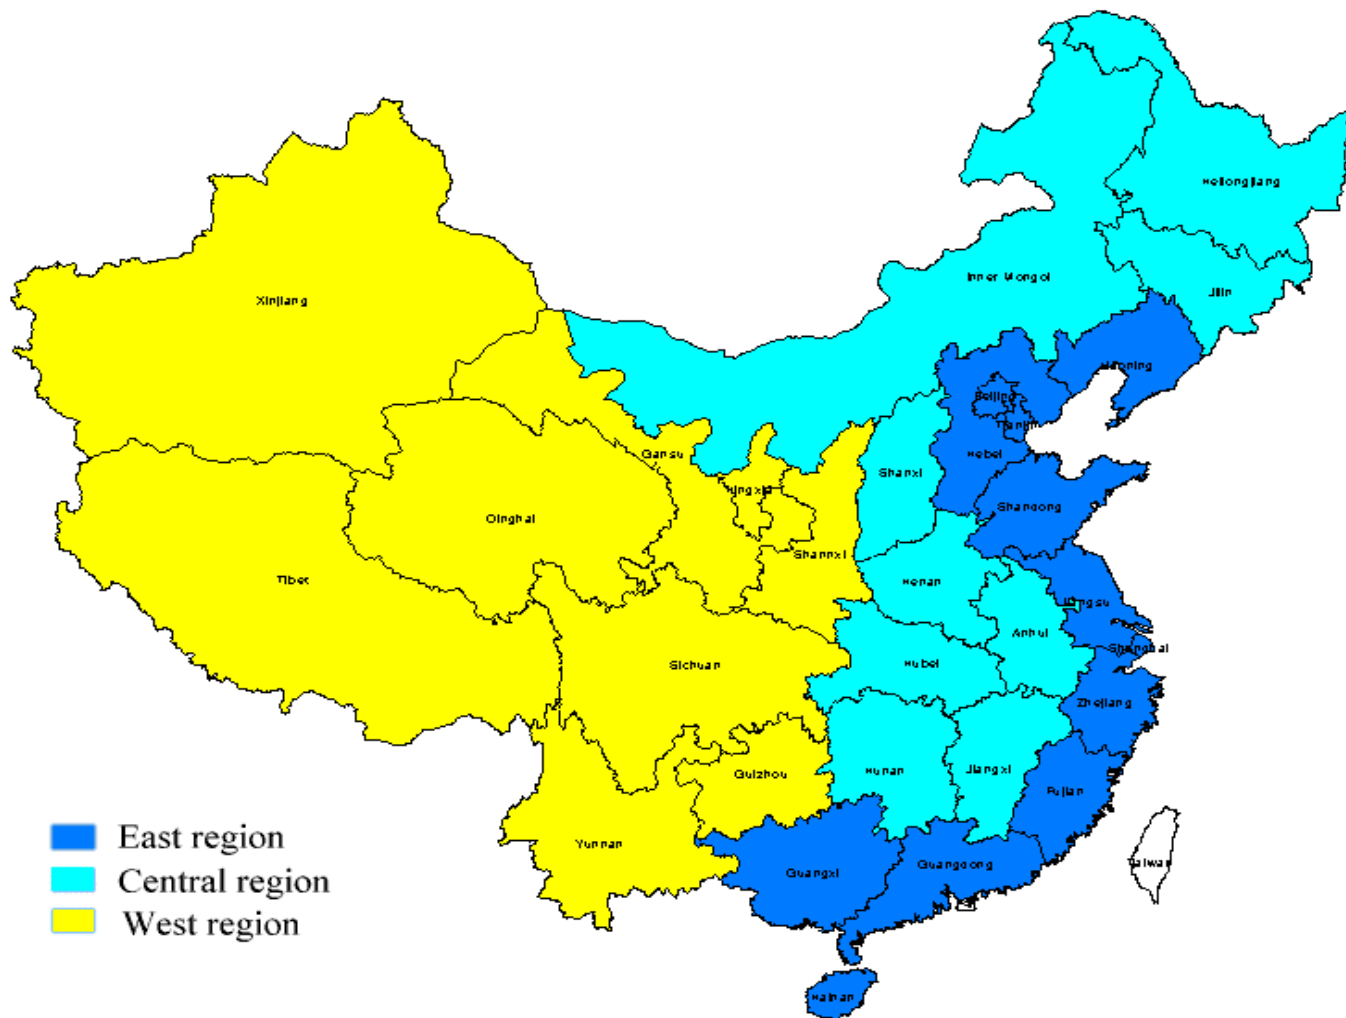 Heilongjiang
Inner Mongol
Jilin
Xinjiang
Liaoning
Beijing
Tianjin
Hebei
Gansu
Shanxi
Ningxia
Shandong
Qinghai
Shannxi
Tibet
Henan
Jiangsu
Anhui
Shanghai
Hubei
Sichuan
Zhejiang
Hunan
Jiangxi
Guizhou
Fujian
Yunnan
Guangxi
Guangdong
Taiwan
Hainan
East region
Central region
West region